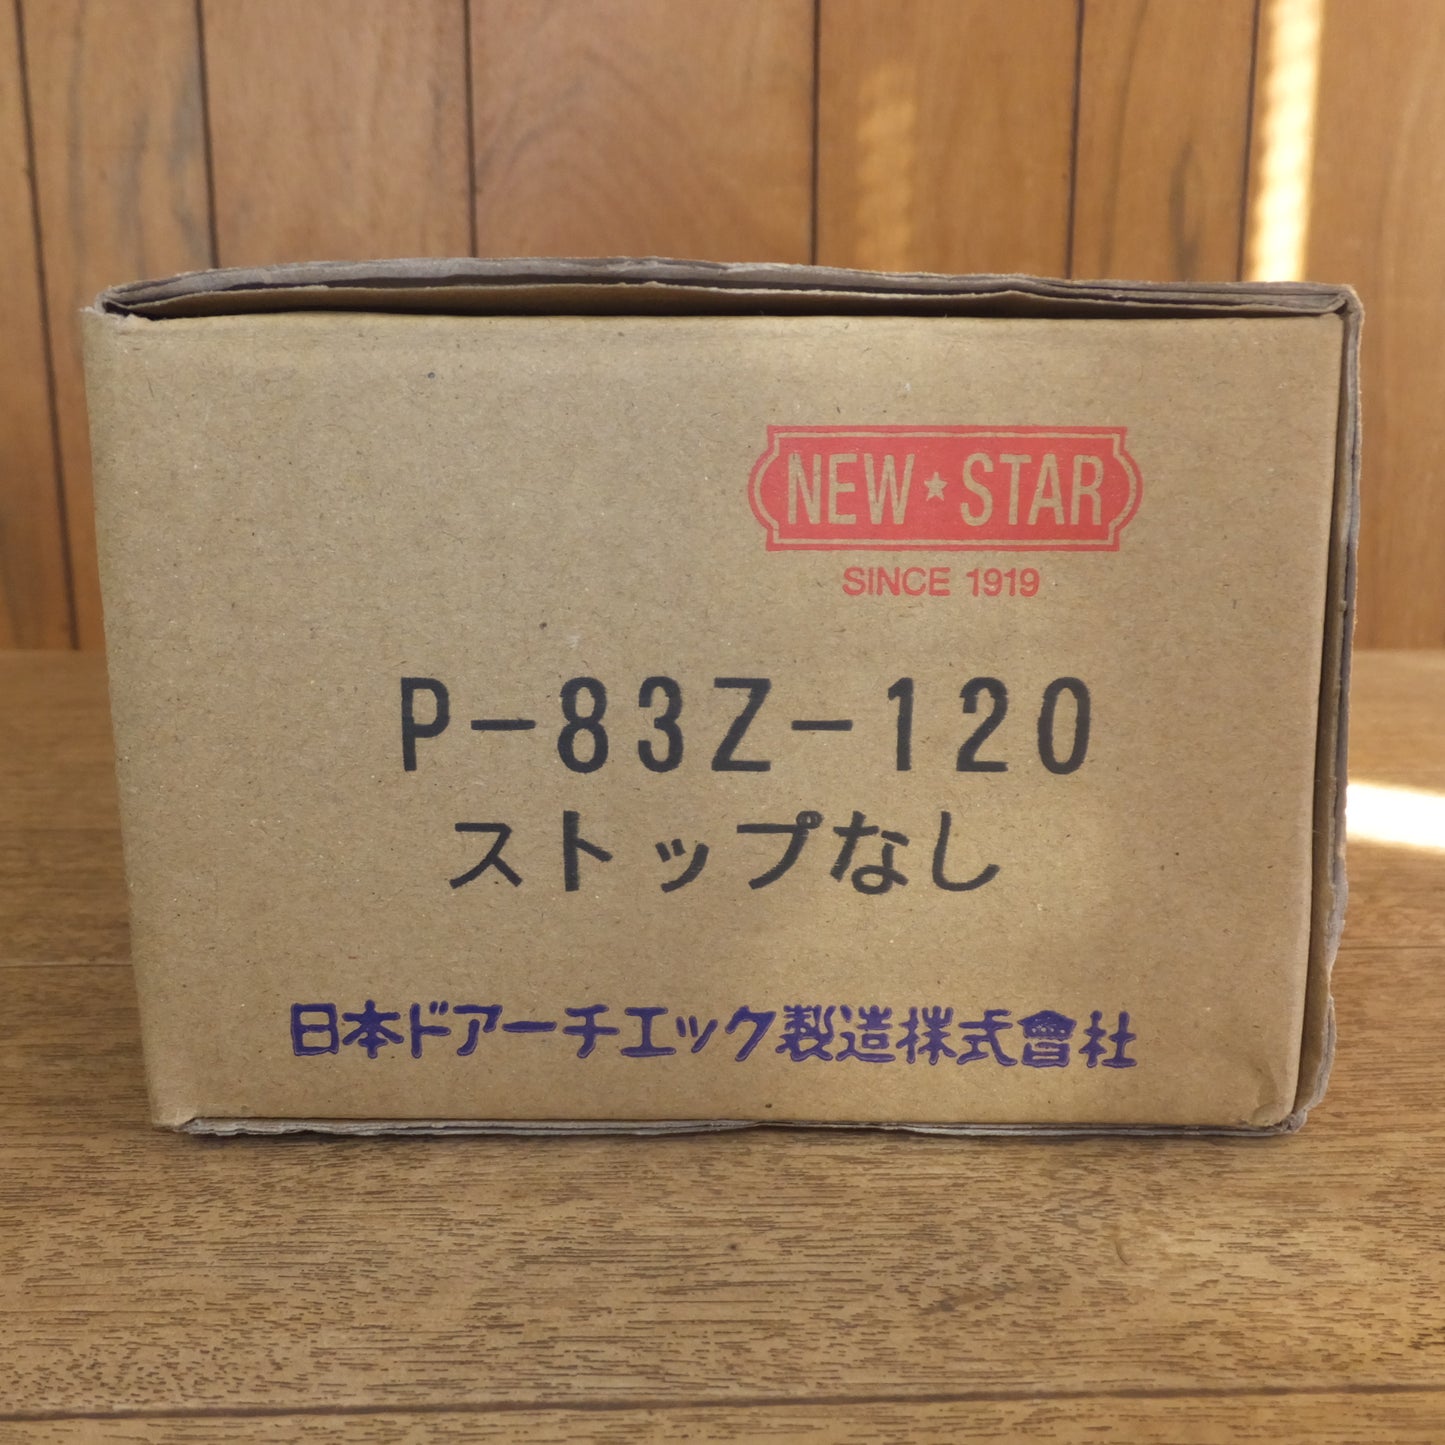 NEW★STAR
SINCE 1919
P-83Z-120
ストップなし
日本ドアーチエック製造株式會社